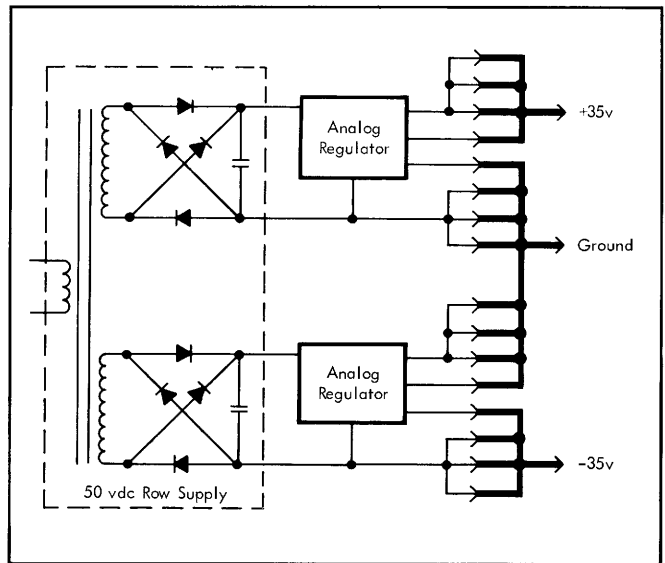 Analog
Regulator
+35v
Ground
Analog
Regulator
-35v
50 vdc Row Supply